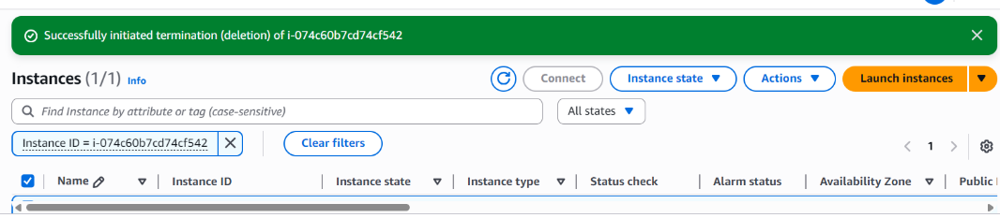 Successfully initiated termination (deletion) of i-074c60b7cd74cf542
Instances (1/1) Info
Connect
Instance state
Actions
Launch instances
Find Instance by attribute or tag (case-sensitive)
All states
Instance ID = i-074c60b7cd74cf542
Clear filters
1
Name
Instance ID
Instance state
Instance type
Status check
Alarm status
Availability Zone
Public I